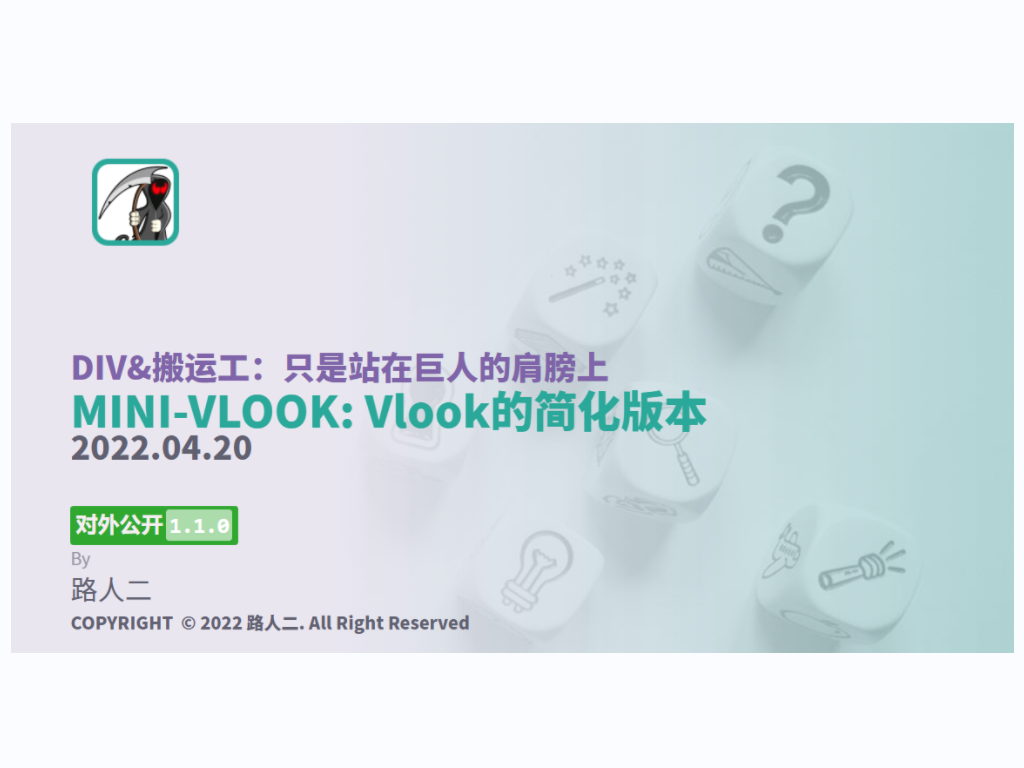 DIV&搬运工：只是站在巨人的肩膀上
MINI-VLOOK: Vlook的简化版本
2022.04.20
对外公开 1.1.0
By
路人二
COPYRIGHT © 2022 路人二. All Right Reserved